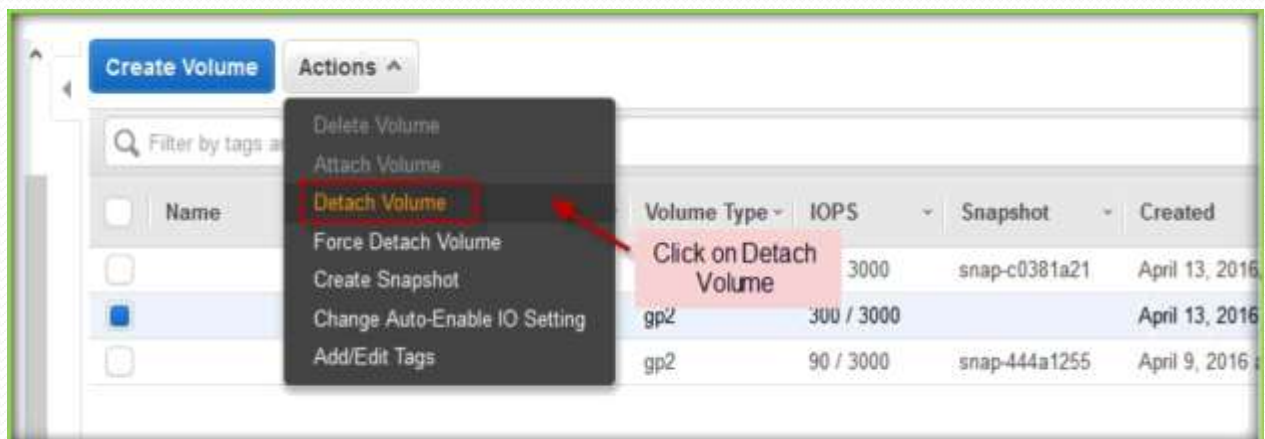 Create Volume Actions
Delete Volume
Filter by tags a
Attach Volume
Detach Volume
Name Volume Type IOPS Snapshot Created
Force Detach Volume
Click on Detach
Volume
3000 snap-c0381a21 April 13, 2016,
Create Snapshot
Change Auto-Enable IO Setting gp2 300 / 3000 April 13, 2016
Add/Edit Tags gp2 90 / 3000 snap-444a1255 April 9, 2016